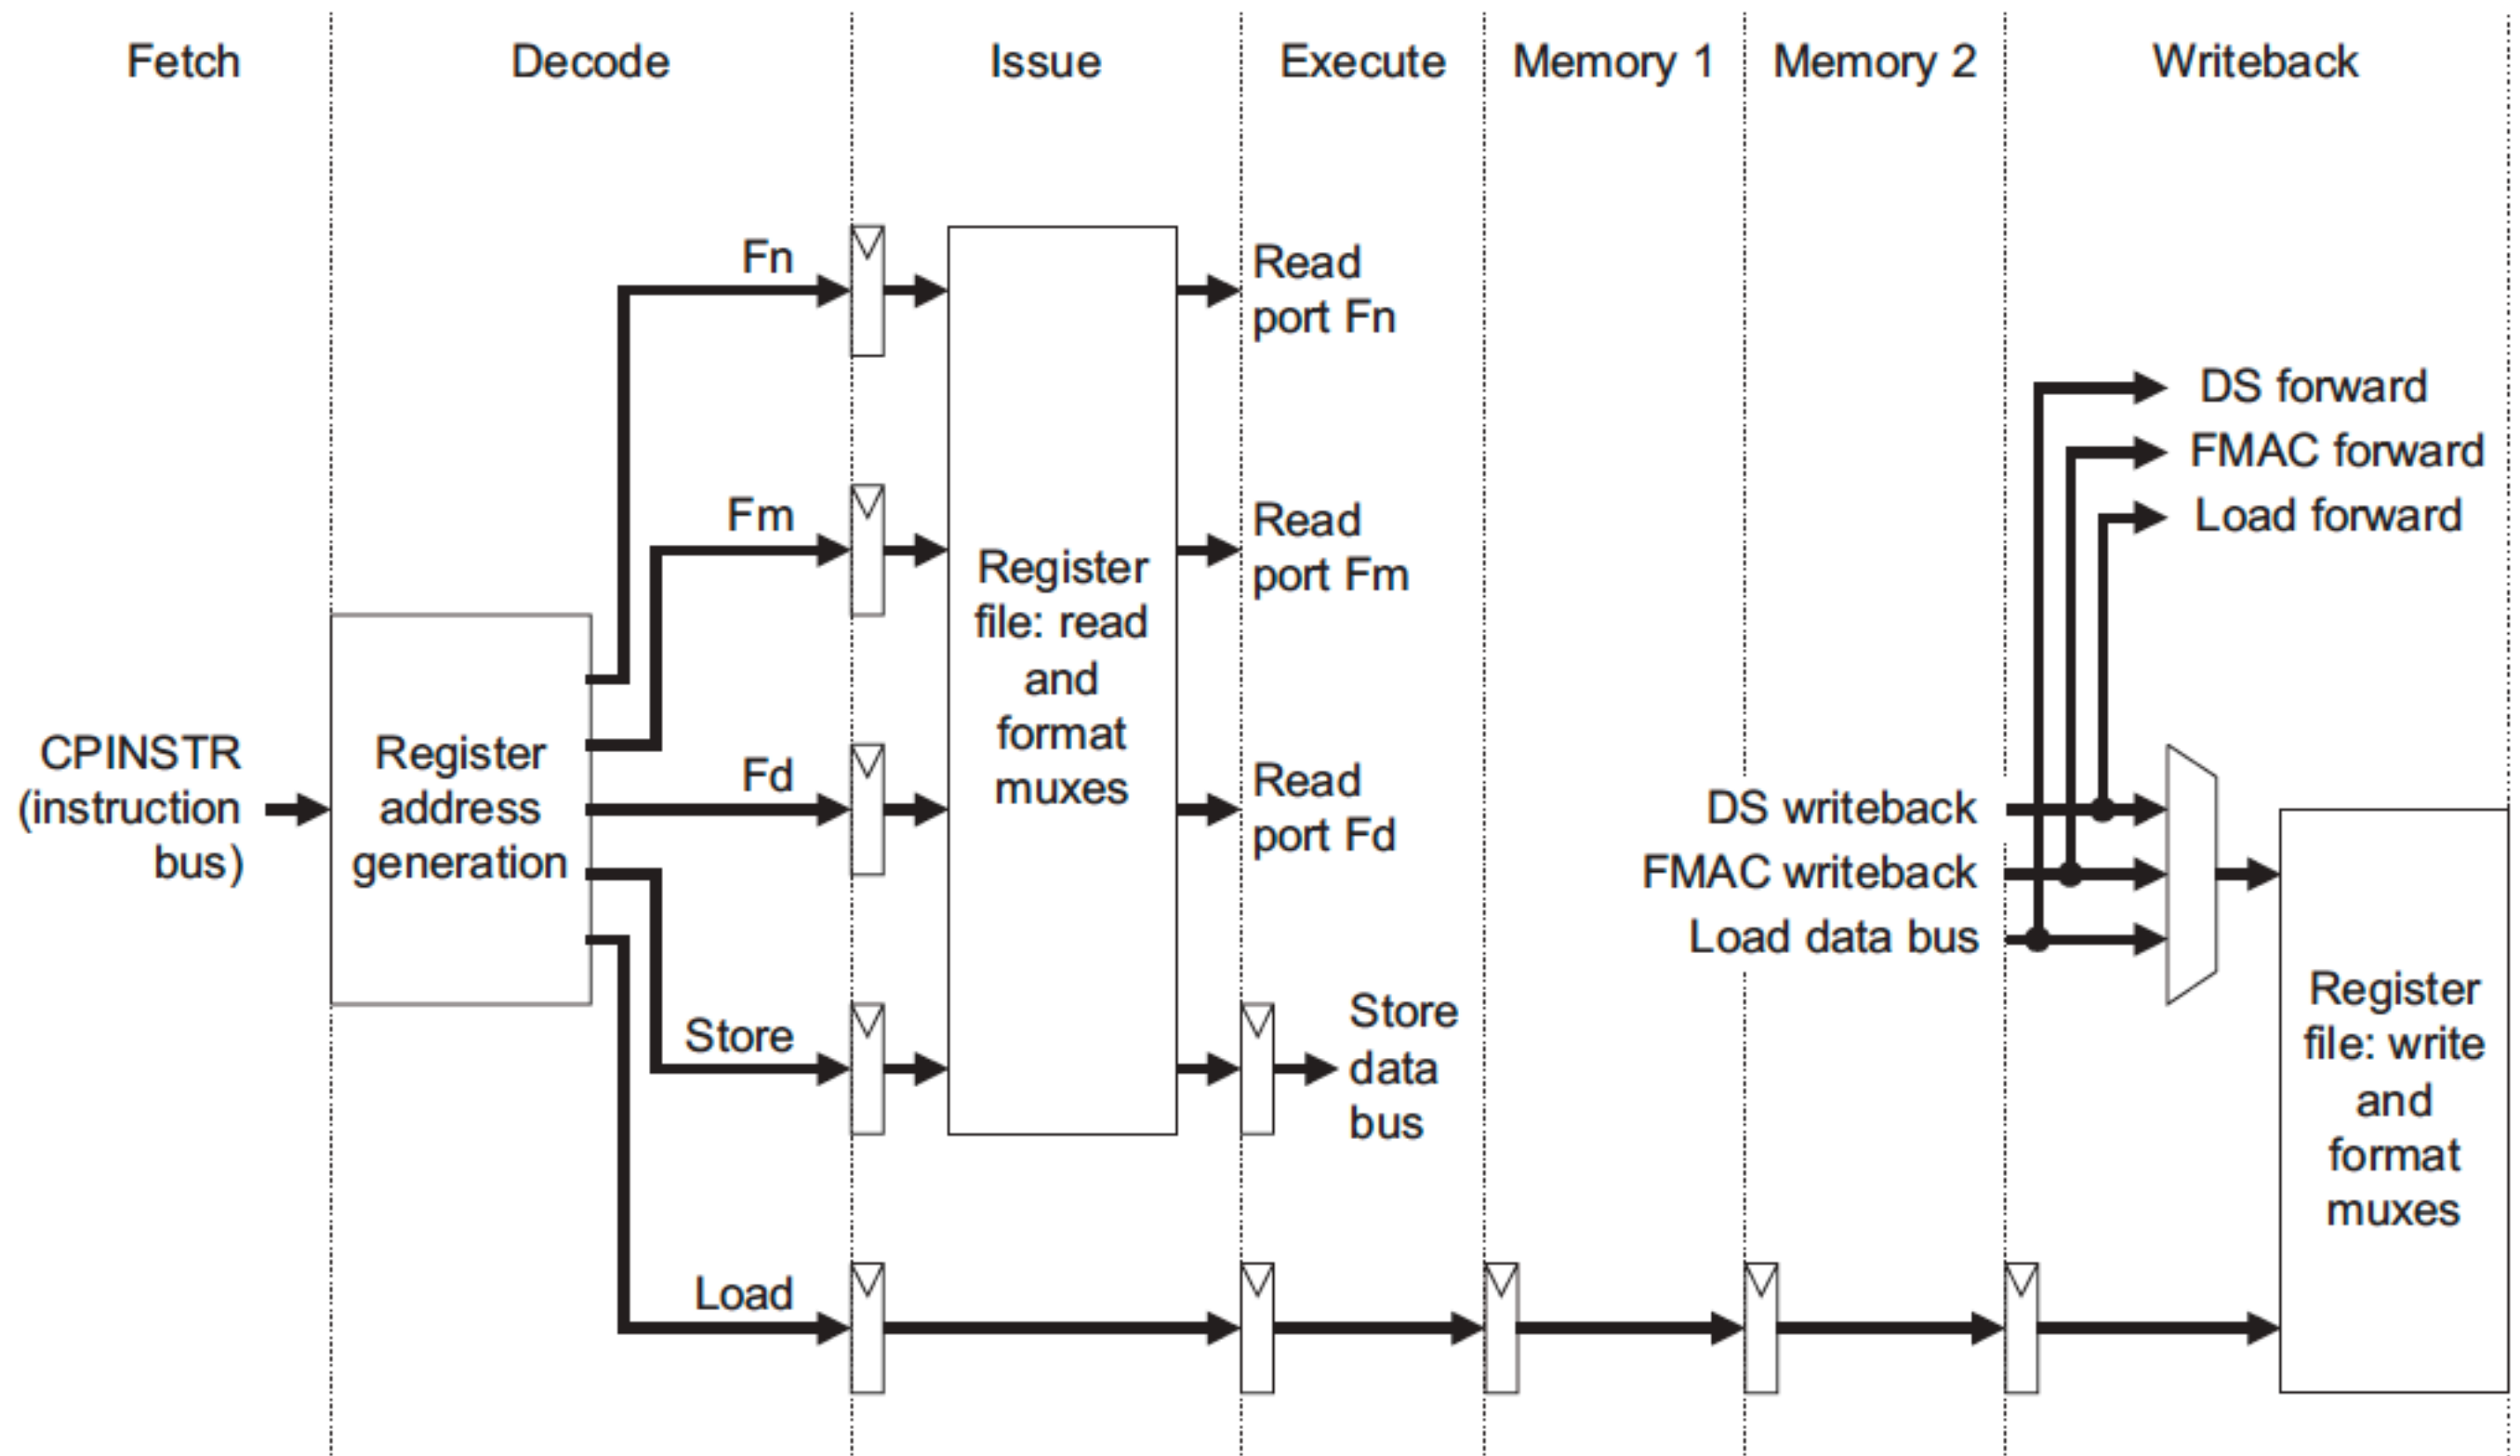 Fetch
Decode
Issue
Execute
Memory 1
Memory 2
Writeback
Fn
Read
port Fn
DS forward
FMAC forward
Load forward
Fm
Read
port Fm
Register
file: read
and
format
muxes
CPINSTR
(instruction
bus)
Register
address
generation
Fd
Read
port Fd
DS writeback
FMAC writeback
Load data bus
Store
Store
data
bus
Register
file: write
and
format
muxes
Load